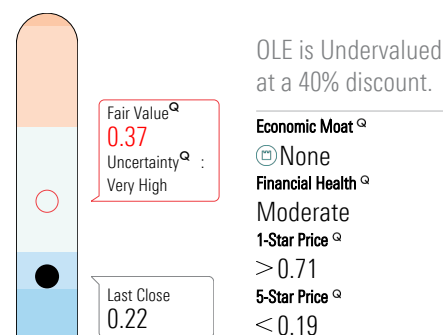 OLE is Undervalued
at a 40% discount.
Fair Value Q
0.37
Uncertainty Q :
Very High
Last Close
0.22
Economic Moat Q
None
Financial Health Q
Moderate
1-Star Price Q
>0.71
5-Star Price Q
<0.19